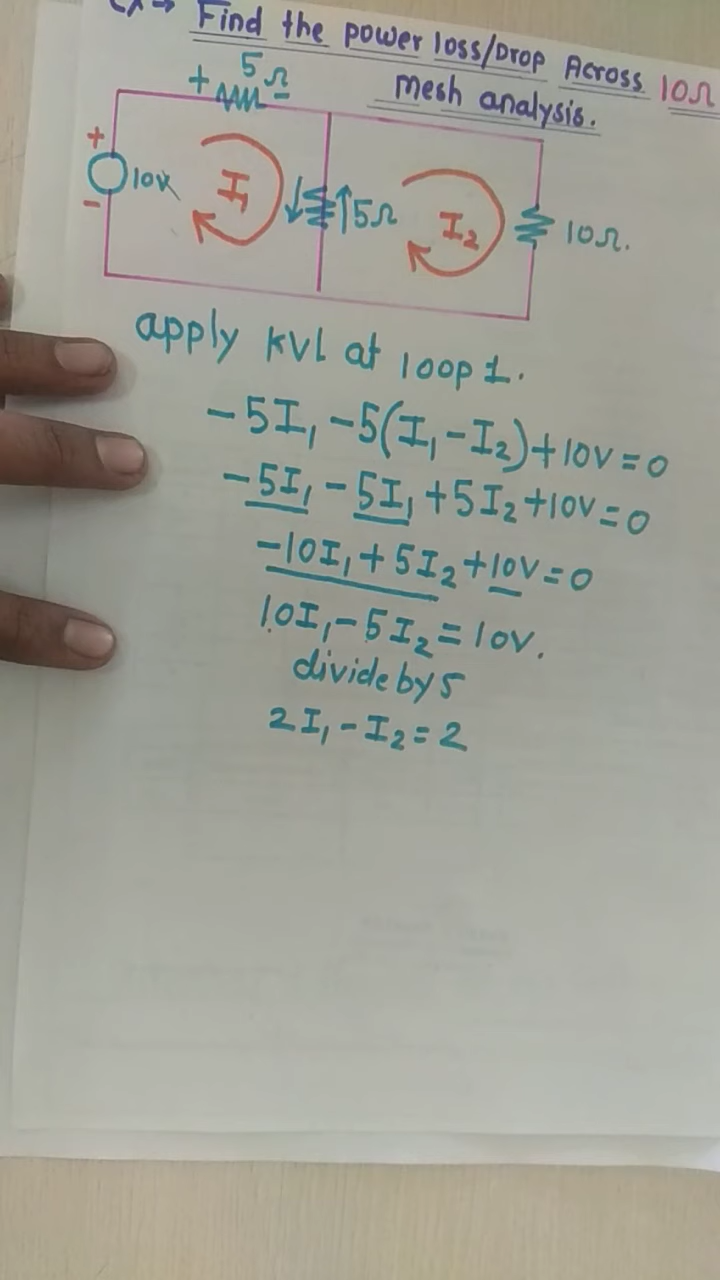 Ex → Find the power loss/Drop Across 10Ω
mesh analysis.
+ 5Ω
+
10V
-
I₁
↓ ↑5Ω
I₂
10Ω.
apply KVL at loop 1.
-5I₁ -5(I₁-I₂)+10V=0
-5I₁ -5I₁ +5I₂+10V=0
-10I₁+5I₂+10V=0
10I₁-5I₂=10V.
divide by 5
2I₁-I₂=2